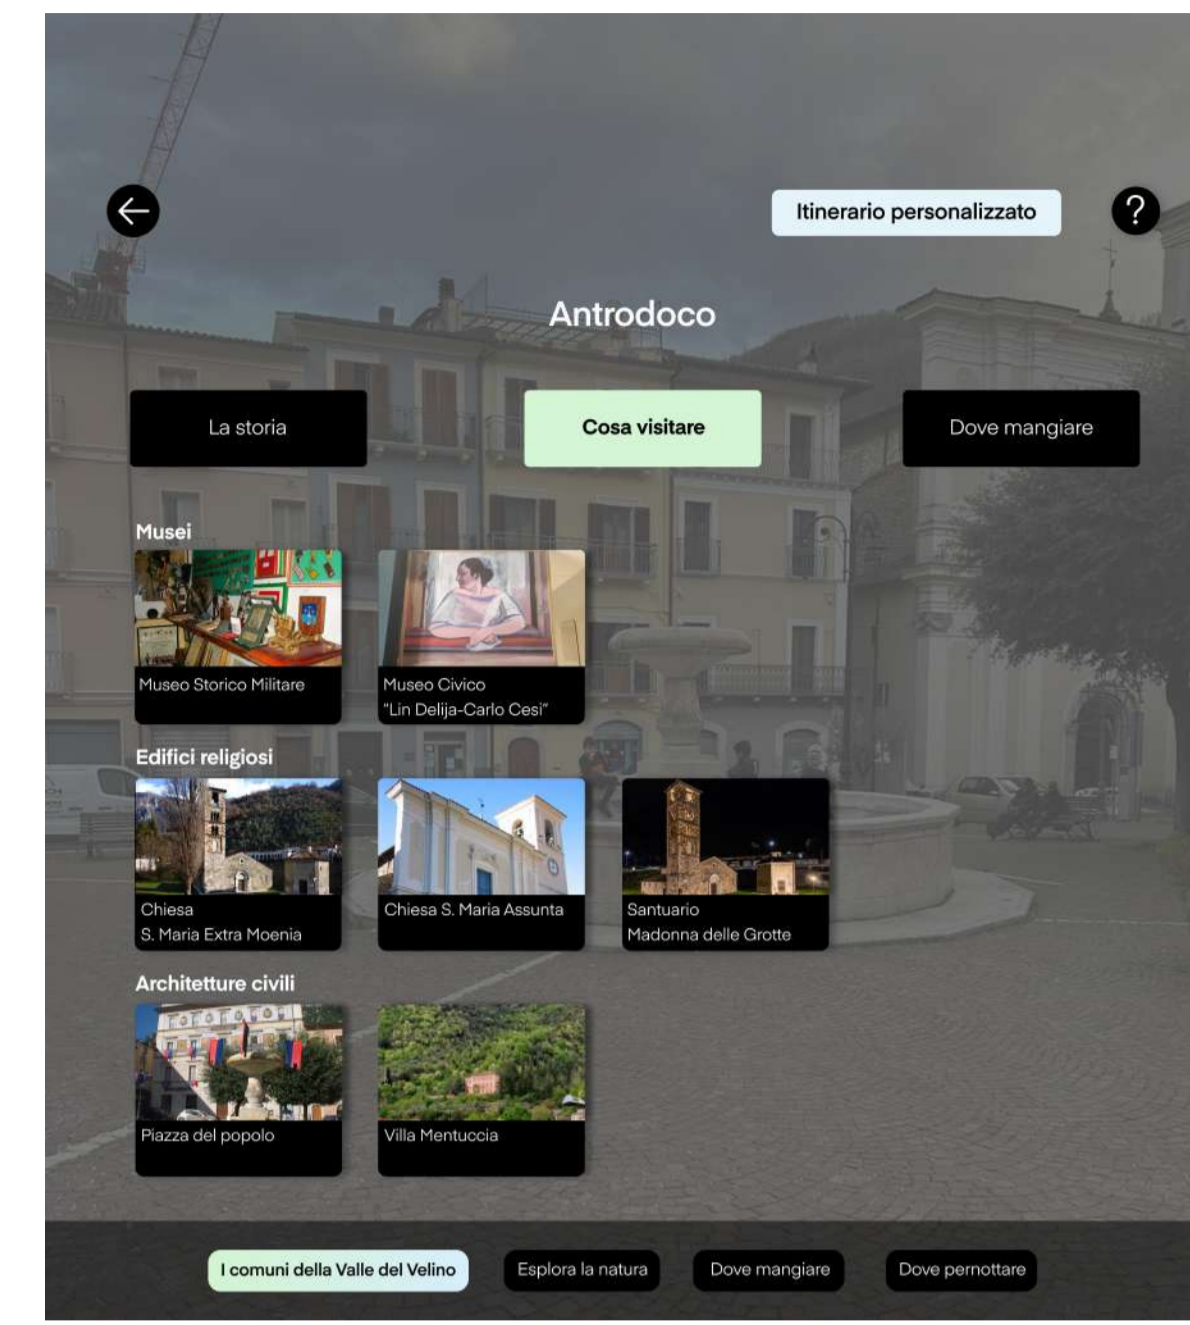 Itinerario personalizzato
?
Antrodoco
La storia
Cosa visitare
Dove mangiare
Musei
Museo Storico Militare
Museo Civico
“Lin Delija-Carlo Cesi”
Edifici religiosi
Chiesa
S. Maria Extra Moenia
Chiesa S. Maria Assunta
Santuario
Madonna delle Grotte
Architetture civili
Piazza del popolo
Villa Mentuccia
I comuni della Valle del Velino
Esplora la natura
Dove mangiare
Dove pernottare